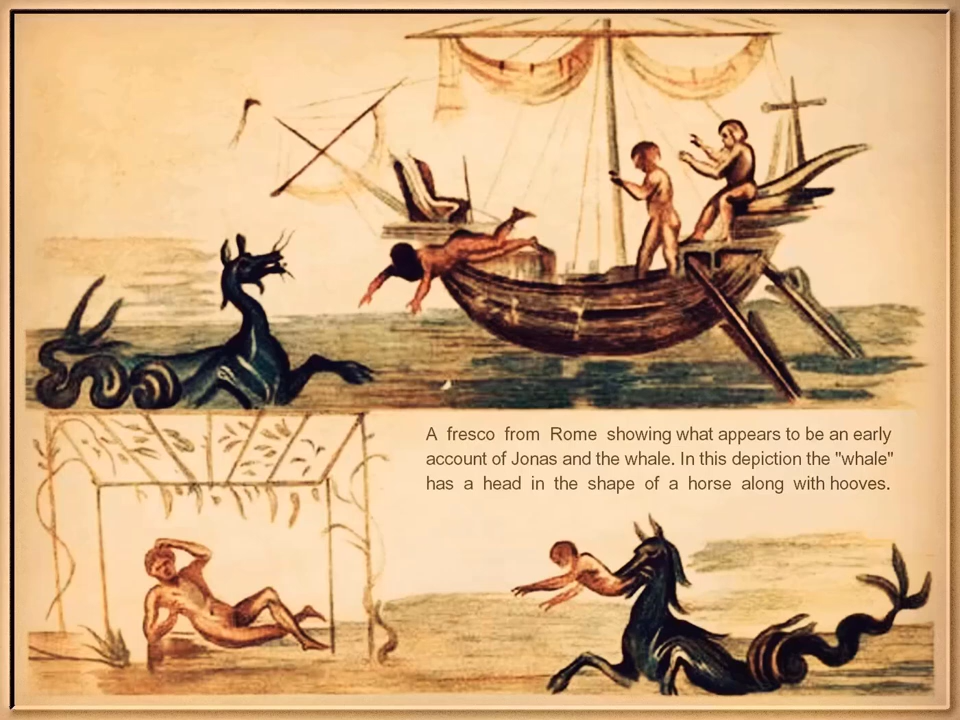 A fresco from Rome showing what appears to be an early
account of Jonas and the whale. In this depiction the "whale"
has a head in the shape of a horse along with hooves.